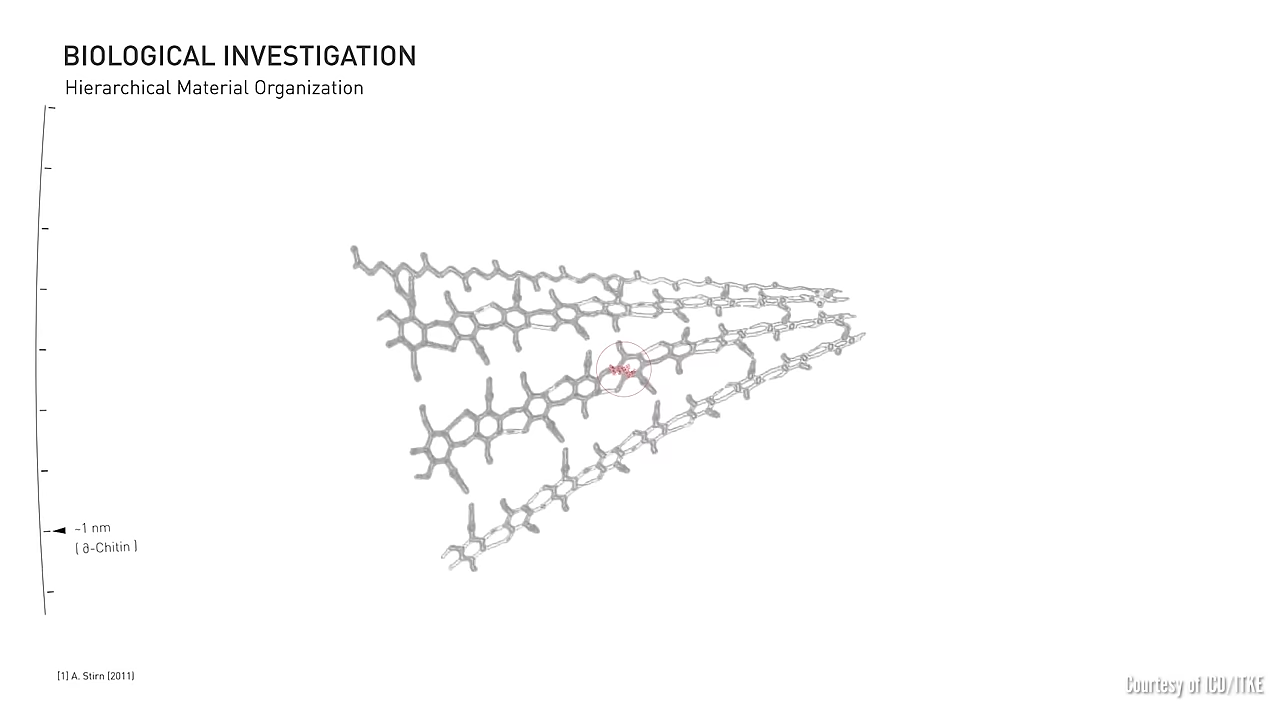 BIOLOGICAL INVESTIGATION
Hierarchical Material Organization
~1 nm
( ∂-Chitin )
[1] A. Stirn (2011)
Courtesy of ICD/ITKE